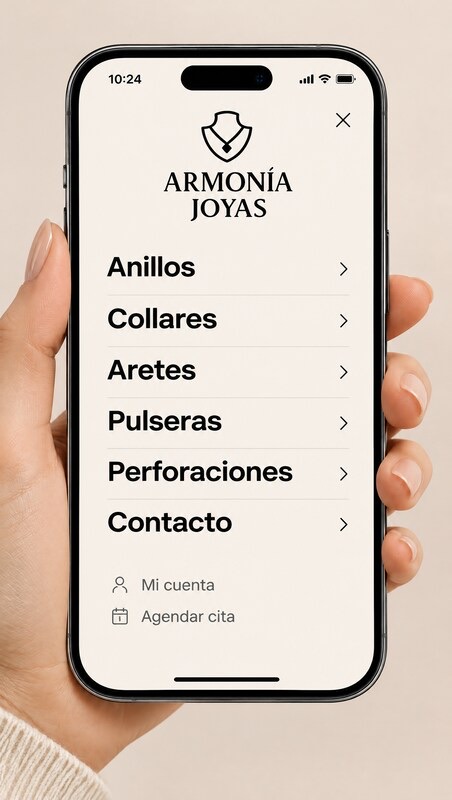 10:24
ARMONÍA
JOYAS
Anillos
Collares
Aretes
Pulseras
Perforaciones
Contacto
Mi cuenta
Agendar cita